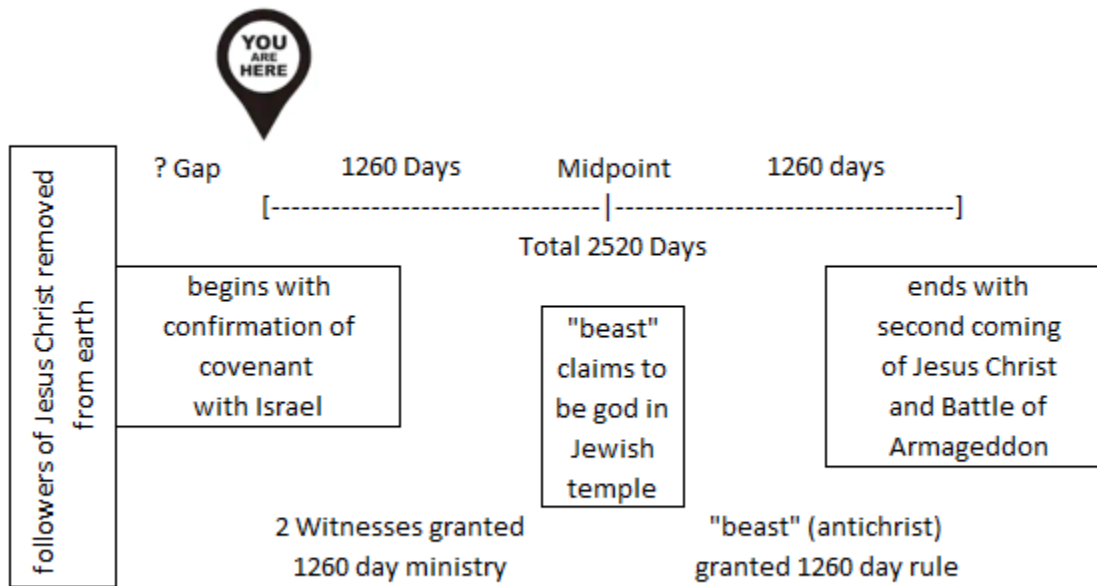 YOU
ARE
HERE
? Gap
1260 Days
Midpoint
1260 days
[---------------------------------|----------------------------------]
Total 2520 Days
followers of Jesus Christ removed
from earth
begins with
confirmation of
covenant
with Israel
"beast"
claims to
be god in
Jewish
temple
ends with
second coming
of Jesus Christ
and Battle of
Armageddon
2 Witnesses granted
1260 day ministry
"beast" (antichrist)
granted 1260 day rule